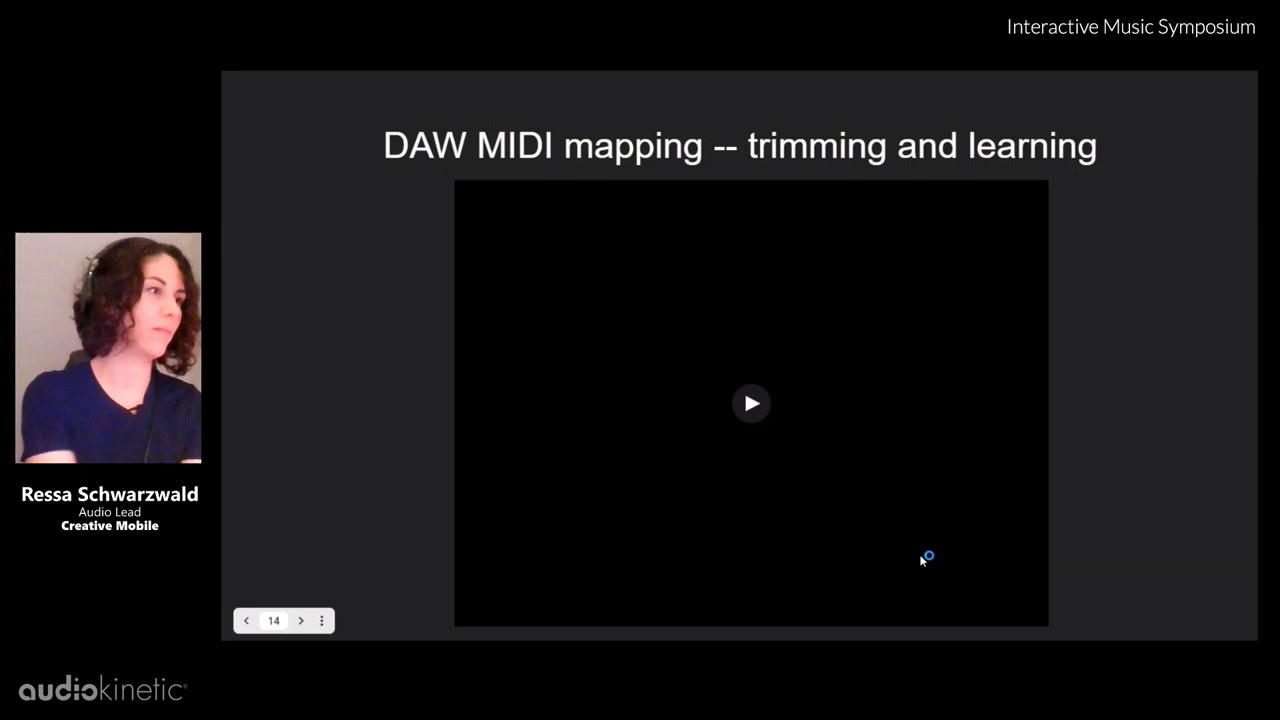 Interactive Music Symposium
DAW MIDI mapping -- trimming and learning
Ressa Schwarzwald
Audio Lead
Creative Mobile
14
audiokinetic